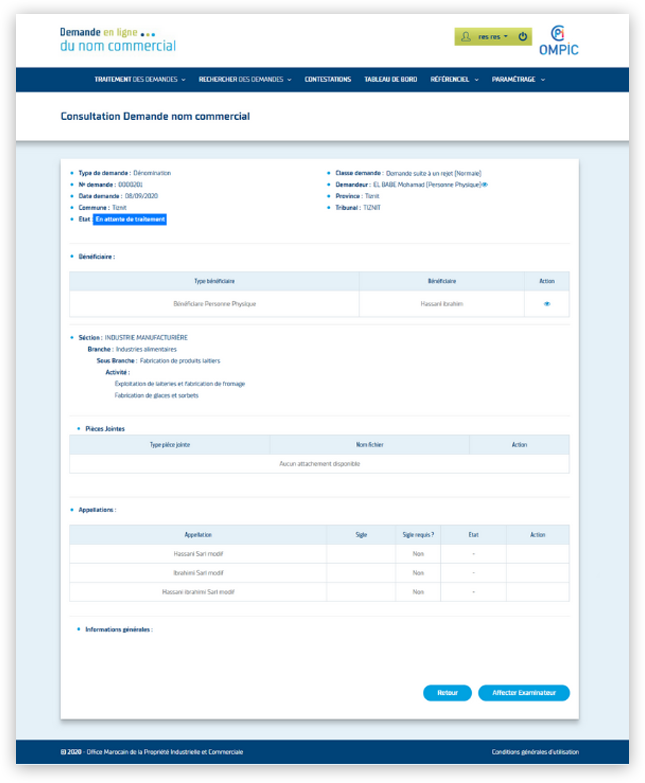 Demande en ligne
du nom commercial
res res
OMPIC
TRAITEMENT DES DEMANDES RECHERCHER DES DEMANDES CONTESTATIONS TABLEAU DE BORD RÉFÉRENCIEL PARAMÉTRAGE
Consultation Demande nom commercial
Type de demande : Dénomination
Classe demande : Demande suite à un rejet (Normale)
N° demande : 0000201
Demandeur : EL BABE Mohamad (Personne Physique)
Date demande : 08/09/2020
Province : Tiznit
Commune : Tiznit
Tribunal : TIZNIT
État : En attente de traitement
Bénéficiaire :
Type bénéficiaire Bénéficiaire Action
Bénéficiaire Personne Physique Hassani Ibrahim
Séction : INDUSTRIE MANUFACTURIÈRE
Branche : Industries alimentaires
Sous Branche : Fabrication de produits laitiers
Activité :
Exploitation de laiteries et fabrication de fromage
Fabrication de glaces et sorbets
Pièces Jointes
Type pièce jointe Nom fichier Action
Aucun attachement disponible
Appellations :
Appellation Sigle Sigle requis ? Etat Action
Hassani Sarl modif Non -
Ibrahimi Sarl modif Non -
Hassani Ibrahimi Sarl modif Non -
Informations générales :
Retour Affecter Examinateur
© 2020 - Office Marocain de la Propriété Industrielle et Commerciale
Conditions générales d'utilisation